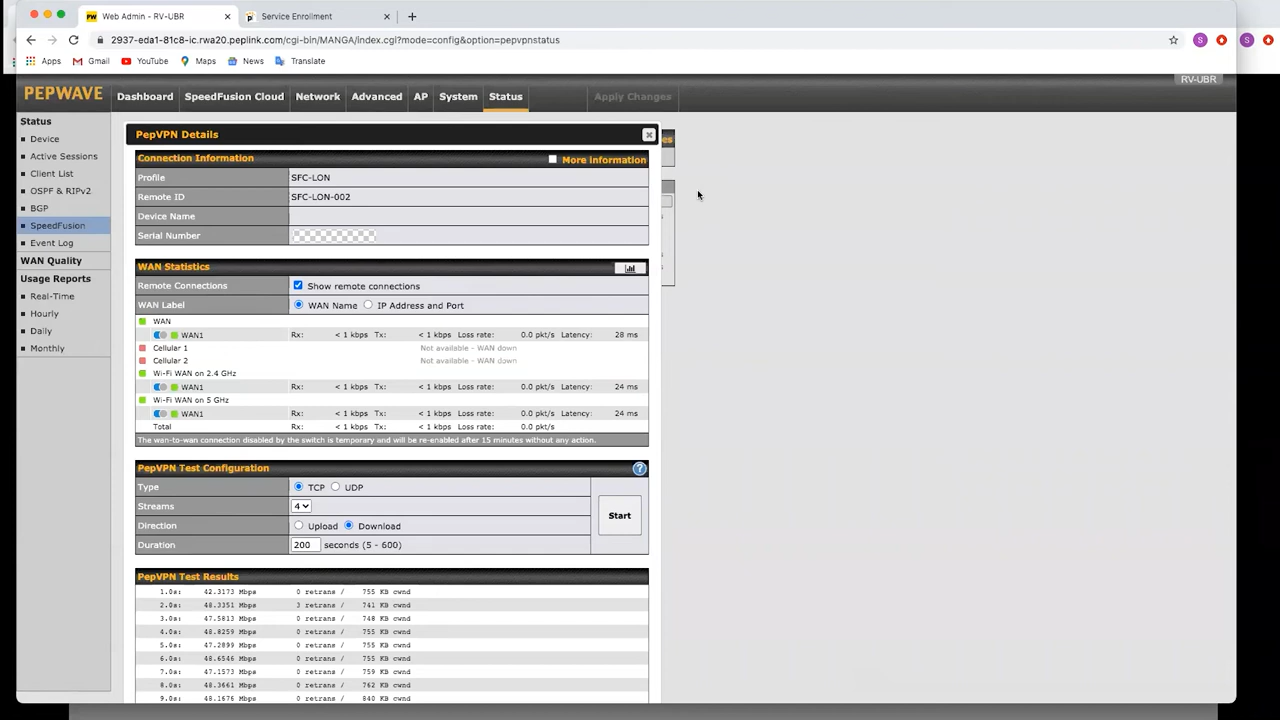 Web Admin - RV-UBR
Service Enrollment
2937-eda1-81c8-ic.rwa20.peplink.com/cgi-bin/MANGA/index.cgi?mode=config&option=pepvpnstatus
S
S
Apps
Gmail
YouTube
Maps
News
Translate
RV-UBR
PEPWAVE
Dashboard
SpeedFusion Cloud
Network
Advanced
AP
System
Status
Apply Changes
Status
Device
Active Sessions
Client List
OSPF & RIPv2
BGP
SpeedFusion
Event Log
WAN Quality
Usage Reports
Real-Time
Hourly
Daily
Monthly
PepVPN Details
Connection Information
More information
Profile SFC-LON
Remote ID SFC-LON-002
Device Name
Serial Number
WAN Statistics
Remote Connections Show remote connections
WAN Label WAN Name IP Address and Port
WAN
WAN1 Rx: < 1 kbps Tx: < 1 kbps Loss rate: 0.0 pkt/s Latency: 28 ms
Cellular 1 Not available - WAN down
Cellular 2 Not available - WAN down
Wi-Fi WAN on 2.4 GHz
WAN1 Rx: < 1 kbps Tx: < 1 kbps Loss rate: 0.0 pkt/s Latency: 24 ms
Wi-Fi WAN on 5 GHz
WAN1 Rx: < 1 kbps Tx: < 1 kbps Loss rate: 0.0 pkt/s Latency: 24 ms
Total Rx: < 1 kbps Tx: < 1 kbps Loss rate: 0.0 pkt/s
The wan-to-wan connection disabled by the switch is temporary and will be re-enabled after 15 minutes without any action.
PepVPN Test Configuration
Type TCP UDP
Streams 4
Direction Upload Download
Duration 200 seconds (5 - 600)
Start
PepVPN Test Results
1.0s: 42.3173 Mbps 0 retrans / 755 KB cwnd
2.0s: 48.3351 Mbps 3 retrans / 741 KB cwnd
3.0s: 47.5813 Mbps 0 retrans / 748 KB cwnd
4.0s: 48.8259 Mbps 0 retrans / 755 KB cwnd
5.0s: 47.2899 Mbps 0 retrans / 755 KB cwnd
6.0s: 48.6546 Mbps 0 retrans / 755 KB cwnd
7.0s: 47.1573 Mbps 0 retrans / 759 KB cwnd
8.0s: 48.3661 Mbps 0 retrans / 762 KB cwnd
9.0s: 48.1676 Mbps 0 retrans / 840 KB cwnd